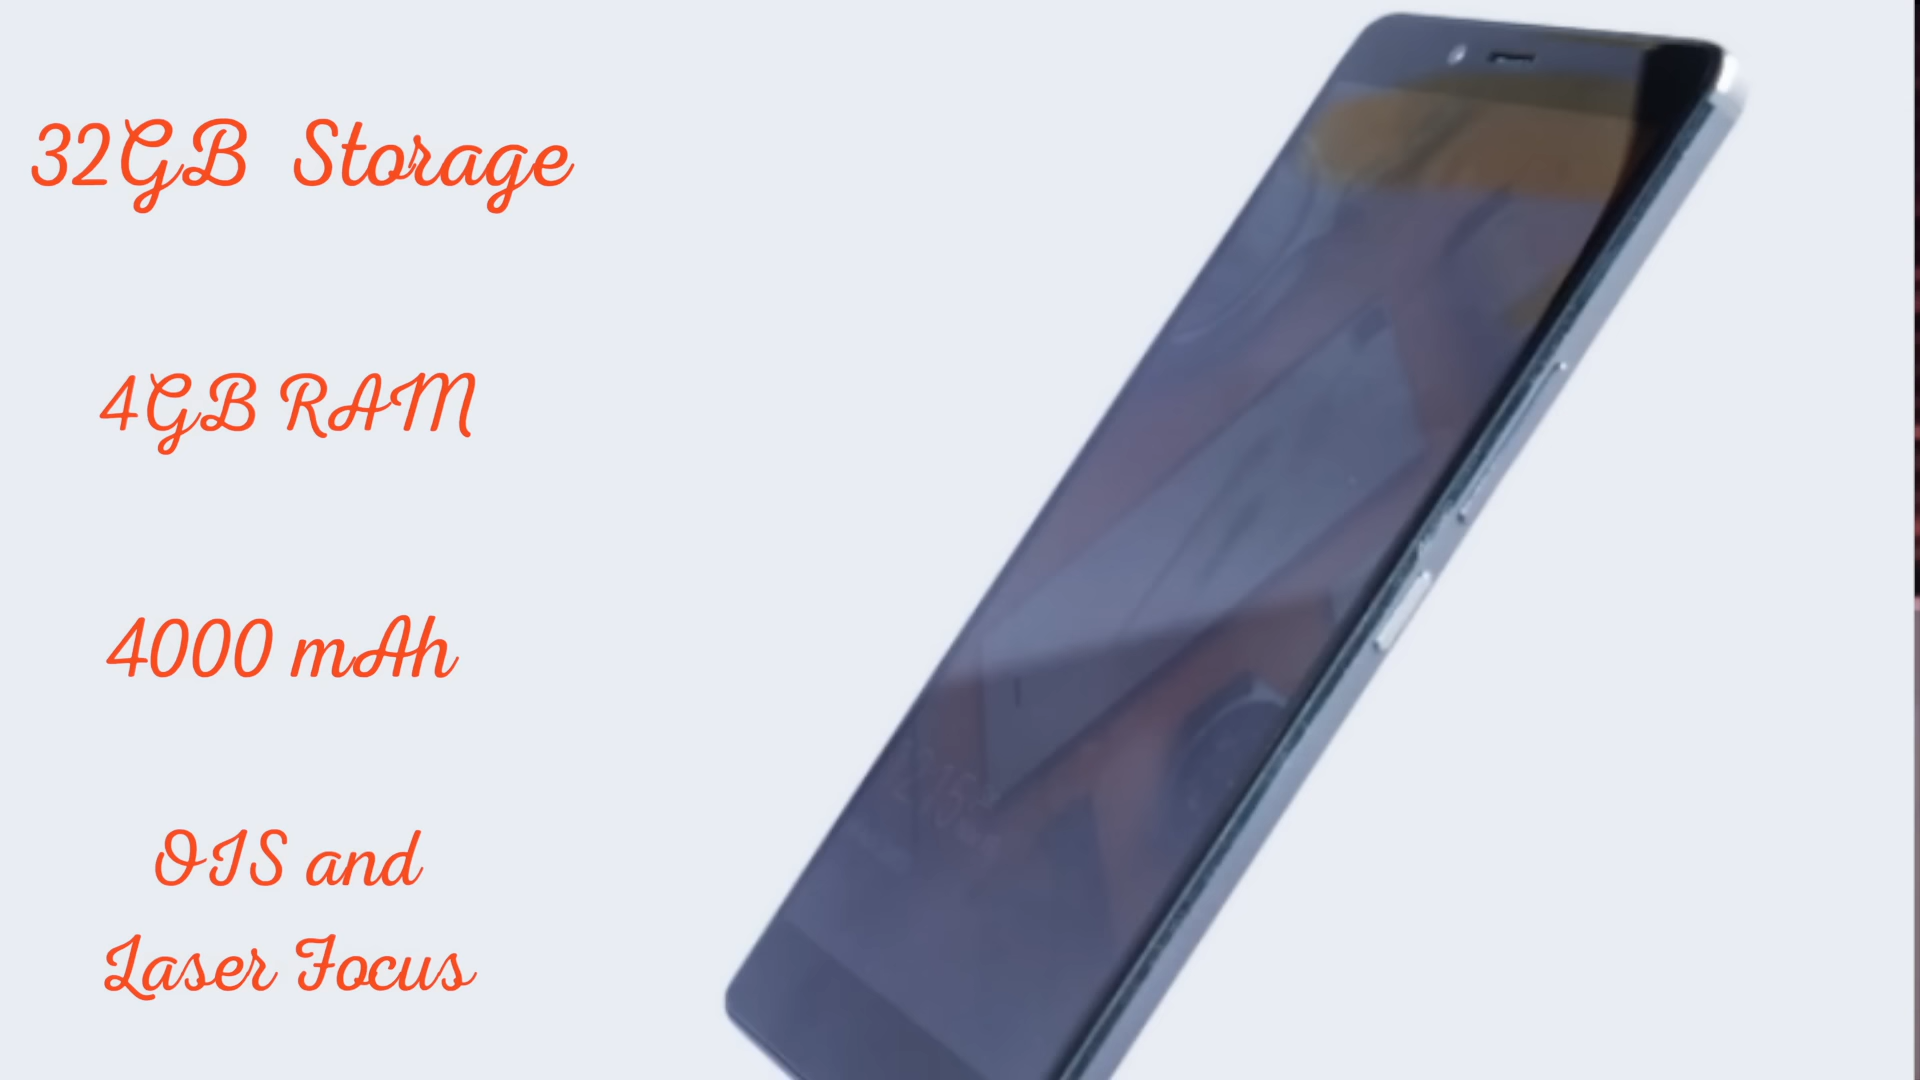 32GB Storage
4GB RAM
4000 mAh
OIS and
Laser Focus